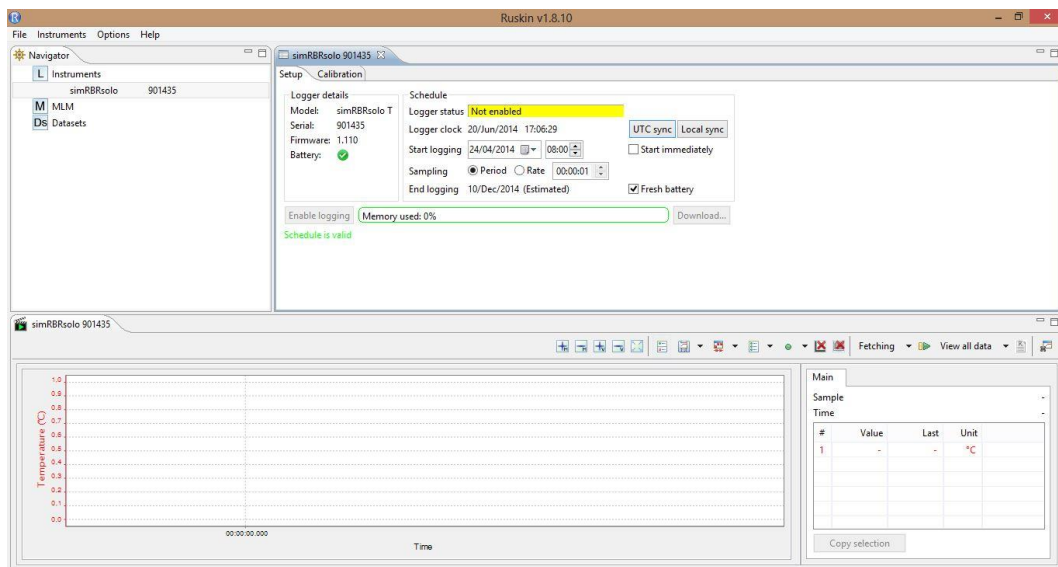 Ruskin v1.8.10
File Instruments Options Help
Navigator
L Instruments
simRBRsolo 901435
M MLM
Ds Datasets
simRBRsolo 901435
Setup Calibration
Logger details
Model: simRBRsolo T
Serial: 901435
Firmware: 1.110
Battery:
Schedule
Logger status Not enabled
Logger clock 20/Jun/2014 17:06:29 UTC sync Local sync
Start logging 24/04/2014 08:00 Start immediately
Sampling Period Rate 00:00:01
End logging 10/Dec/2014 (Estimated) Fresh battery
Enable logging Memory used: 0% Download...
Schedule is valid
simRBRsolo 901435
Fetching View all data
1.0
0.9
0.8
0.7
0.6
0.5
0.4
0.3
0.2
0.1
0.0
Temperature (°C)
00:00:00.000
Time
Main
Sample -
Time -
# Value Last Unit
1 - - °C
Copy selection